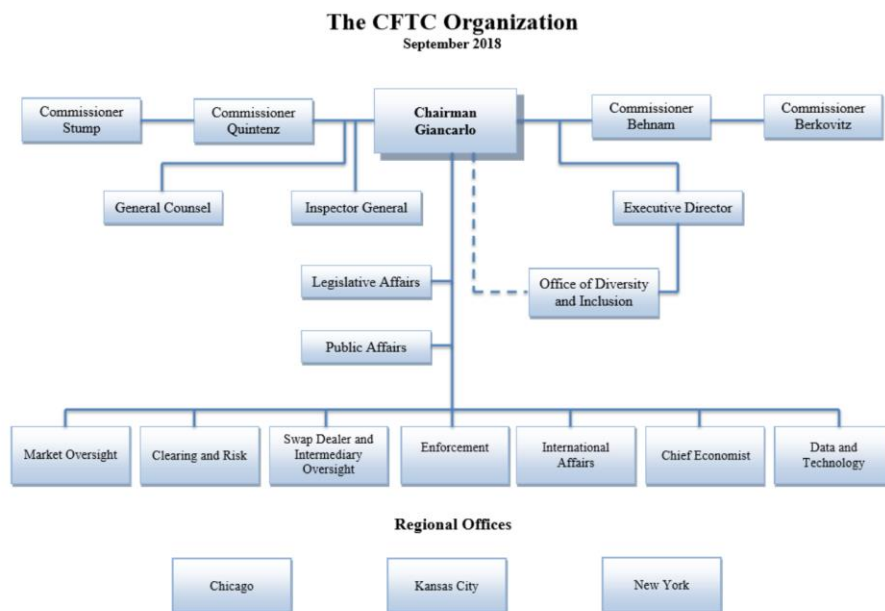 The CFTC Organization
September 2018
Commissioner
Stump
Commissioner
Quintenz
Chairman
Giancarlo
Commissioner
Behnam
Commissioner
Berkovitz
General Counsel
Inspector General
Executive Director
Legislative Affairs
Office of Diversity
and Inclusion
Public Affairs
Market Oversight
Clearing and Risk
Swap Dealer and
Intermediary
Oversight
Enforcement
International
Affairs
Chief Economist
Data and
Technology
Regional Offices
Chicago
Kansas City
New York